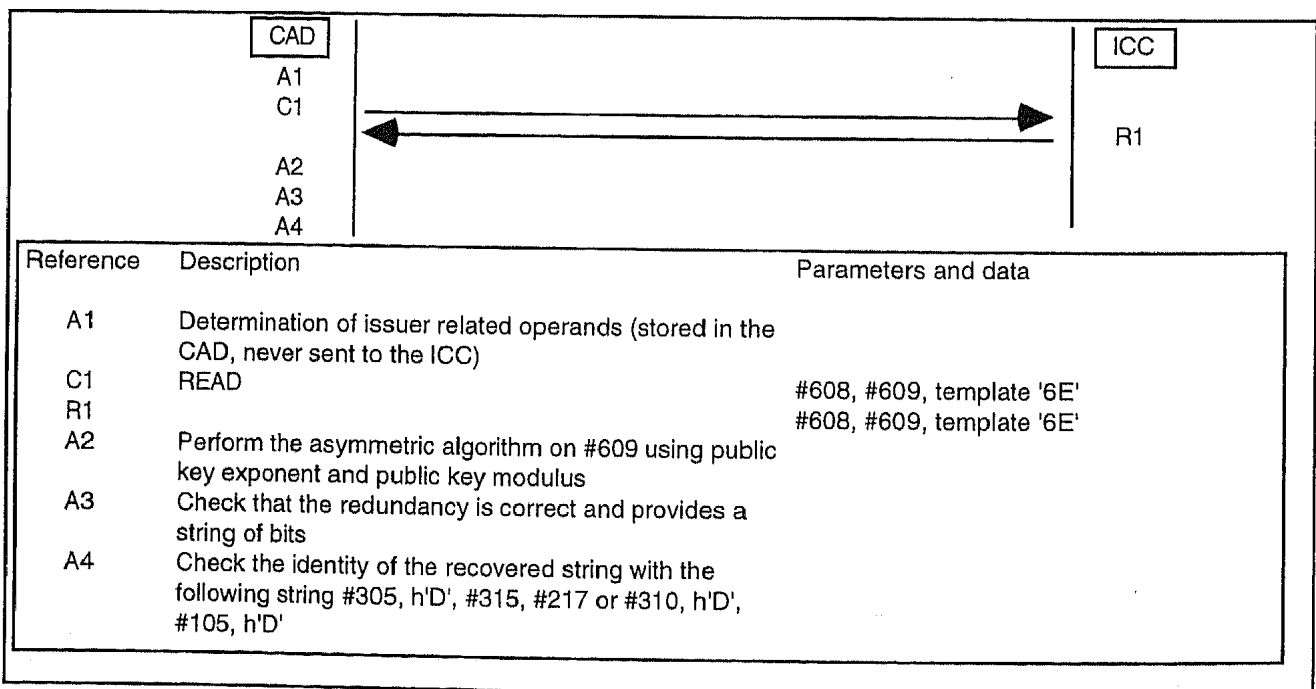 CAD
ICC
A1
C1
R1
A2
A3
A4
Reference Description Parameters and data
A1 Determination of issuer related operands (stored in the
CAD, never sent to the ICC)
C1 READ #608, #609, template '6E'
R1 #608, #609, template '6E'
A2 Perform the asymmetric algorithm on #609 using public
key exponent and public key modulus
A3 Check that the redundancy is correct and provides a
string of bits
A4 Check the identity of the recovered string with the
following string #305, h'D', #315, #217 or #310, h'D',
#105, h'D'